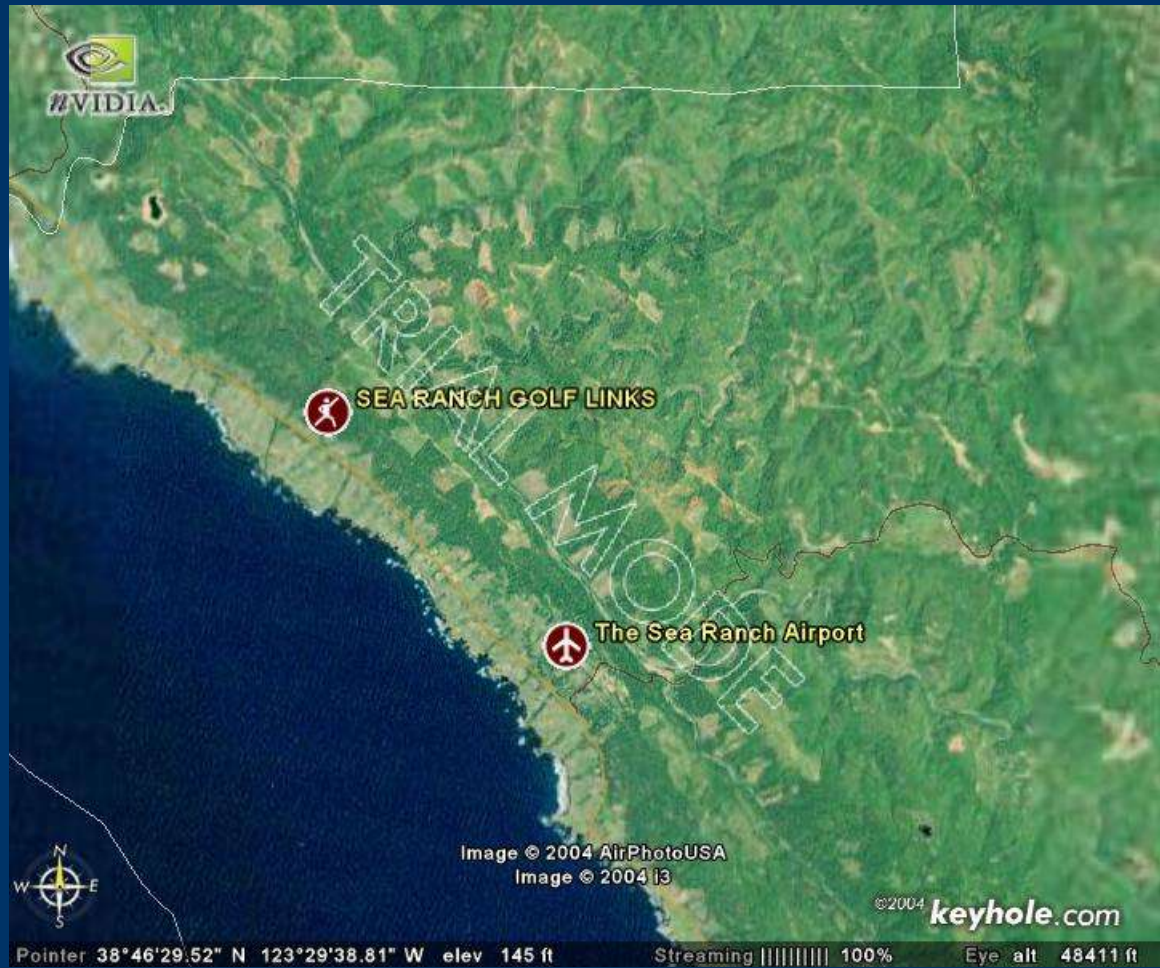 nVIDIA.
TRIAL MODE
SEA RANCH GOLF LINKS
The Sea Ranch Airport
Image © 2004 AirPhotoUSA
Image © 2004 i3
©2004 keyhole.com
N
W E
S
Pointer 38°46'29.52" N 123°29'38.81" W elev 145 ft Streaming |||||||||| 100% Eye alt 48411 ft